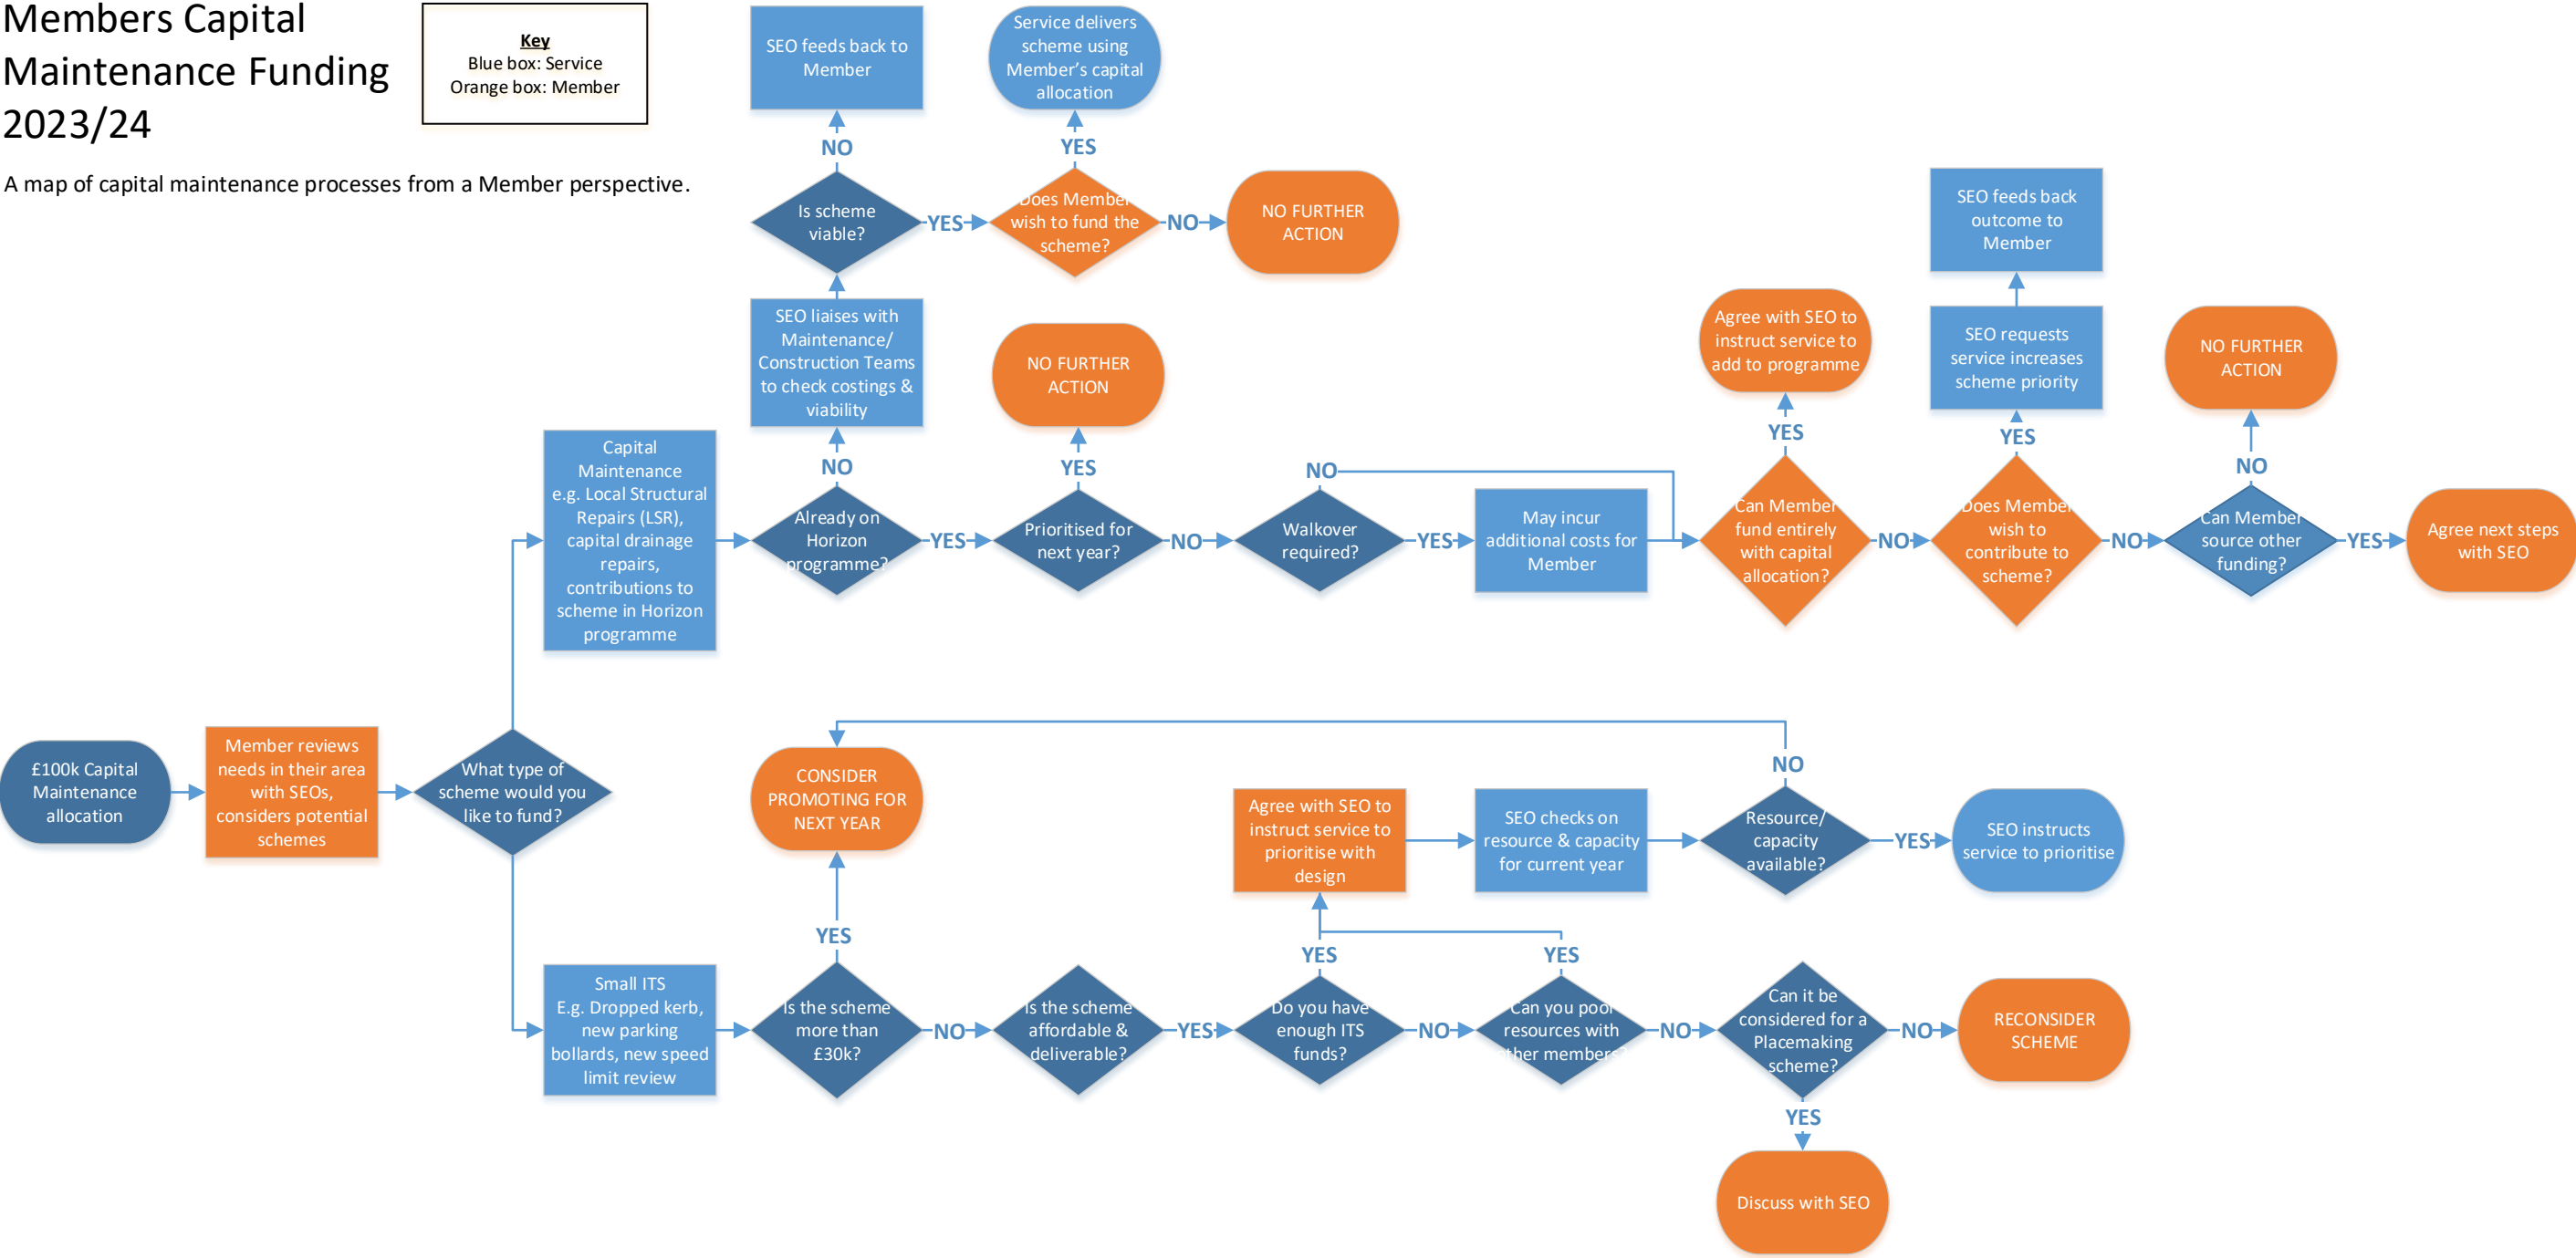 Members Capital
Maintenance Funding
2023/24
Key
Blue box: Service
Orange box: Member
A map of capital maintenance processes from a Member perspective.
SEO feeds back to
Member
Service delivers
scheme using
Member's capital
allocation
NO
YES
Is scheme
viable?
YES
Does Member
wish to fund the
scheme?
NO
NO FURTHER
ACTION
SEO feeds back
outcome to
Member
SEO liaises with
Maintenance/
Construction Teams
to check costings &
viability
NO FURTHER
ACTION
Agree with SEO to
instruct service to
add to programme
SEO requests
service increases
scheme priority
NO FURTHER
ACTION
NO
YES
NO
YES
YES
NO
Capital
Maintenance
e.g. Local Structural
Repairs (LSR),
capital drainage
repairs,
contributions to
scheme in Horizon
programme
Already on
Horizon
programme?
YES
Prioritised for
next year?
NO
Walkover
required?
YES
May incur
additional costs for
Member
Can Member
fund entirely
with capital
allocation?
NO
Does Member
wish to
contribute to
scheme?
NO
Can Member
source other
funding?
YES
Agree next steps
with SEO
£100k Capital
Maintenance
allocation
Member reviews
needs in their area
with SEOs,
considers potential
schemes
What type of
scheme would you
like to fund?
CONSIDER
PROMOTING FOR
NEXT YEAR
Agree with SEO to
instruct service to
prioritise with
design
SEO checks on
resource & capacity
for current year
NO
Resource/
capacity
available?
YES
SEO instructs
service to prioritise
YES
YES
YES
Small ITS
E.g. Dropped kerb,
new parking
bollards, new speed
limit review
Is the scheme
more than
£30k?
NO
Is the scheme
affordable &
deliverable?
YES
Do you have
enough ITS
funds?
NO
Can you pool
resources with
other members?
NO
Can it be
considered for a
Placemaking
scheme?
NO
RECONSIDER
SCHEME
YES
Discuss with SEO